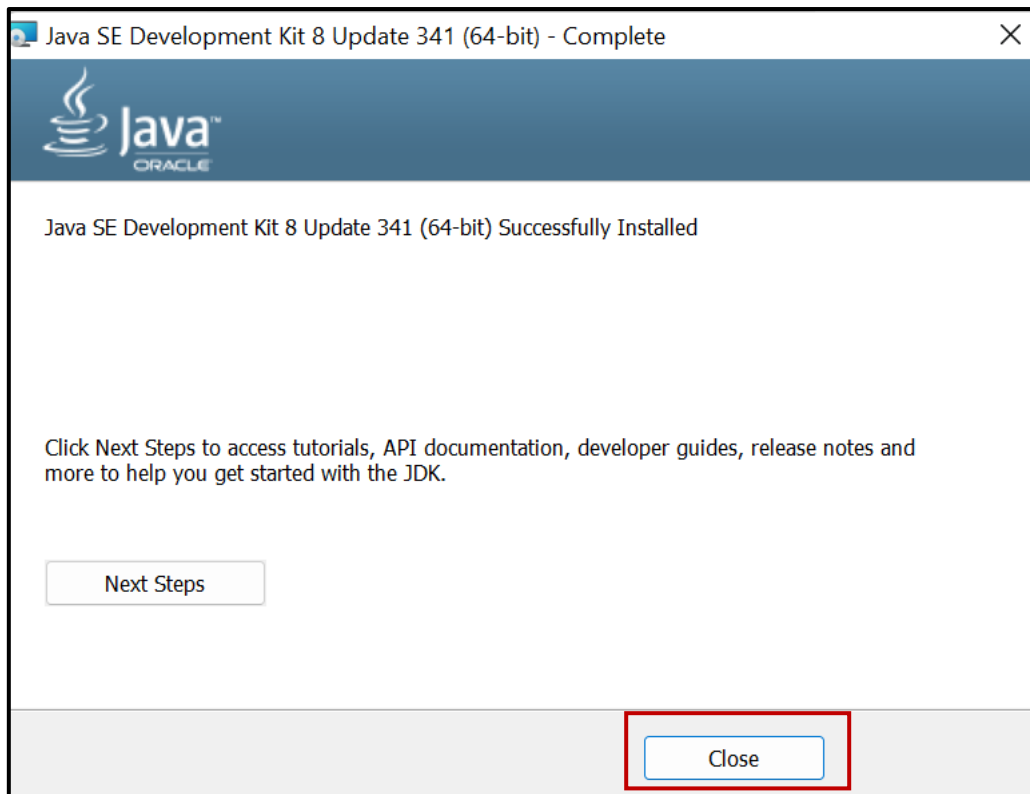 Java SE Development Kit 8 Update 341 (64-bit) - Complete
Java™
ORACLE
Java SE Development Kit 8 Update 341 (64-bit) Successfully Installed
Click Next Steps to access tutorials, API documentation, developer guides, release notes and
more to help you get started with the JDK.
Next Steps
Close